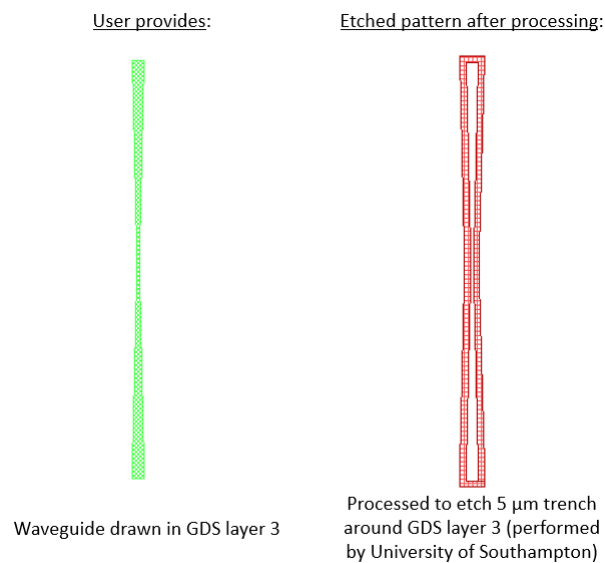 User provides:
Etched pattern after processing:
Waveguide drawn in GDS layer 3
Processed to etch 5 µm trench
around GDS layer 3 (performed
by University of Southampton)